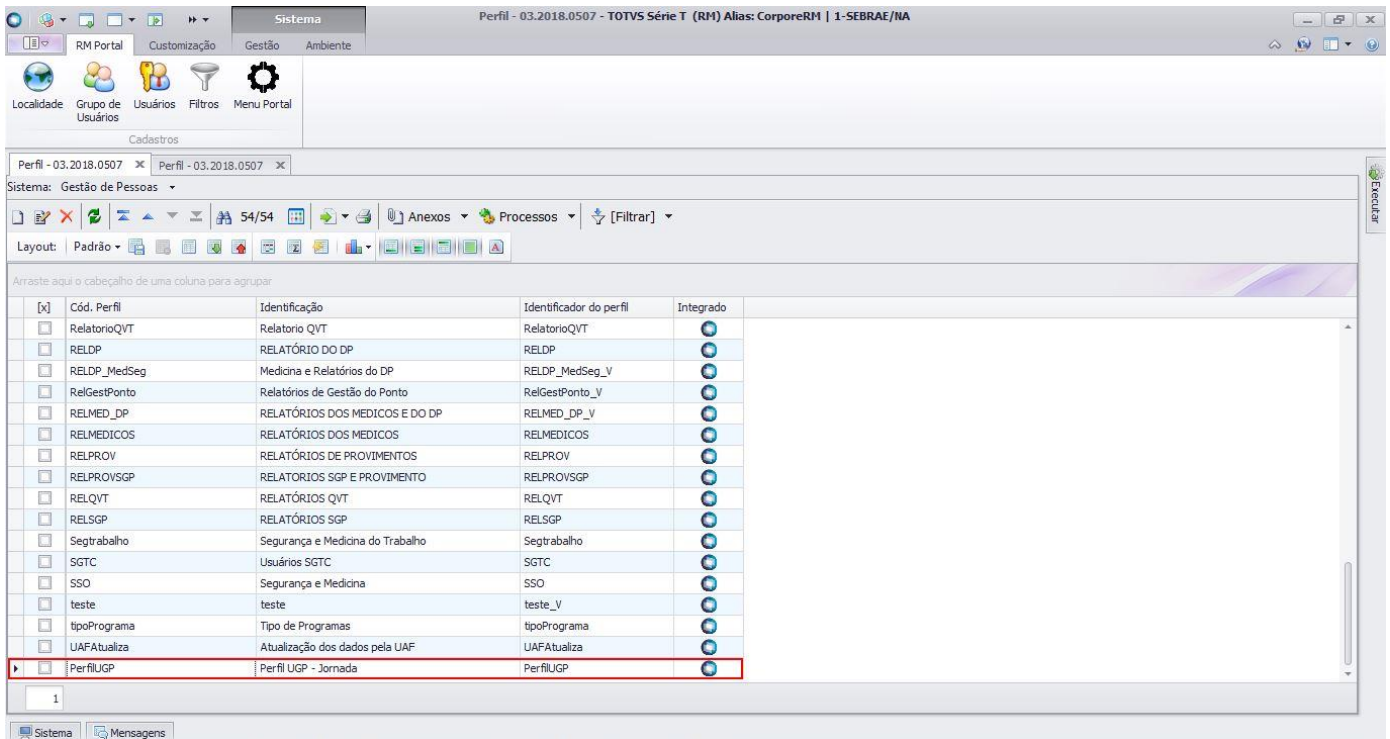 Sistema
Perfil - 03.2018.0507 - TOTVS Série T (RM) Alias: CorporeRM | 1-SEBRAE/NA
RM Portal Customização Gestão Ambiente
Localidade Grupo de Usuários Usuários Filtros Menu Portal
Cadastros
Perfil - 03.2018.0507 x Perfil - 03.2018.0507 x
Executar
Sistema: Gestão de Pessoas
54/54 Anexos Processos [Filtrar]
Layout: Padrão
Arraste aqui o cabeçalho de uma coluna para agrupar
[x] Cód. Perfil Identificação Identificador do perfil Integrado
RelatorioQVT Relatorio QVT RelatorioQVT
RELDP RELATÓRIO DO DP RELDP
RELDP_MedSeg Medicina e Relatórios do DP RELDP_MedSeg_V
RelGestPonto Relatórios de Gestão do Ponto RelGestPonto_V
RELMED_DP RELATÓRIOS DOS MEDICOS E DO DP RELMED_DP_V
RELMEDICOS RELATÓRIOS DOS MEDICOS RELMEDICOS
RELPROV RELATÓRIOS DE PROVIMENTOS RELPROV
RELPROVSGP RELATORIOS SGP E PROVIMENTO RELPROVSGP
RELQVT RELATÓRIOS QVT RELQVT
RELSGP RELATÓRIOS SGP RELSGP
Segtrabalho Segurança e Medicina do Trabalho Segtrabalho
SGTC Usuários SGTC SGTC
SSO Segurança e Medicina SSO
teste teste teste_V
tipoPrograma Tipo de Programas tipoPrograma
UAFAtualiza Atualização dos dados pela UAF UAFAtualiza
PerfilUGP Perfil UGP - Jornada PerfilUGP
1
Sistema Mensagens